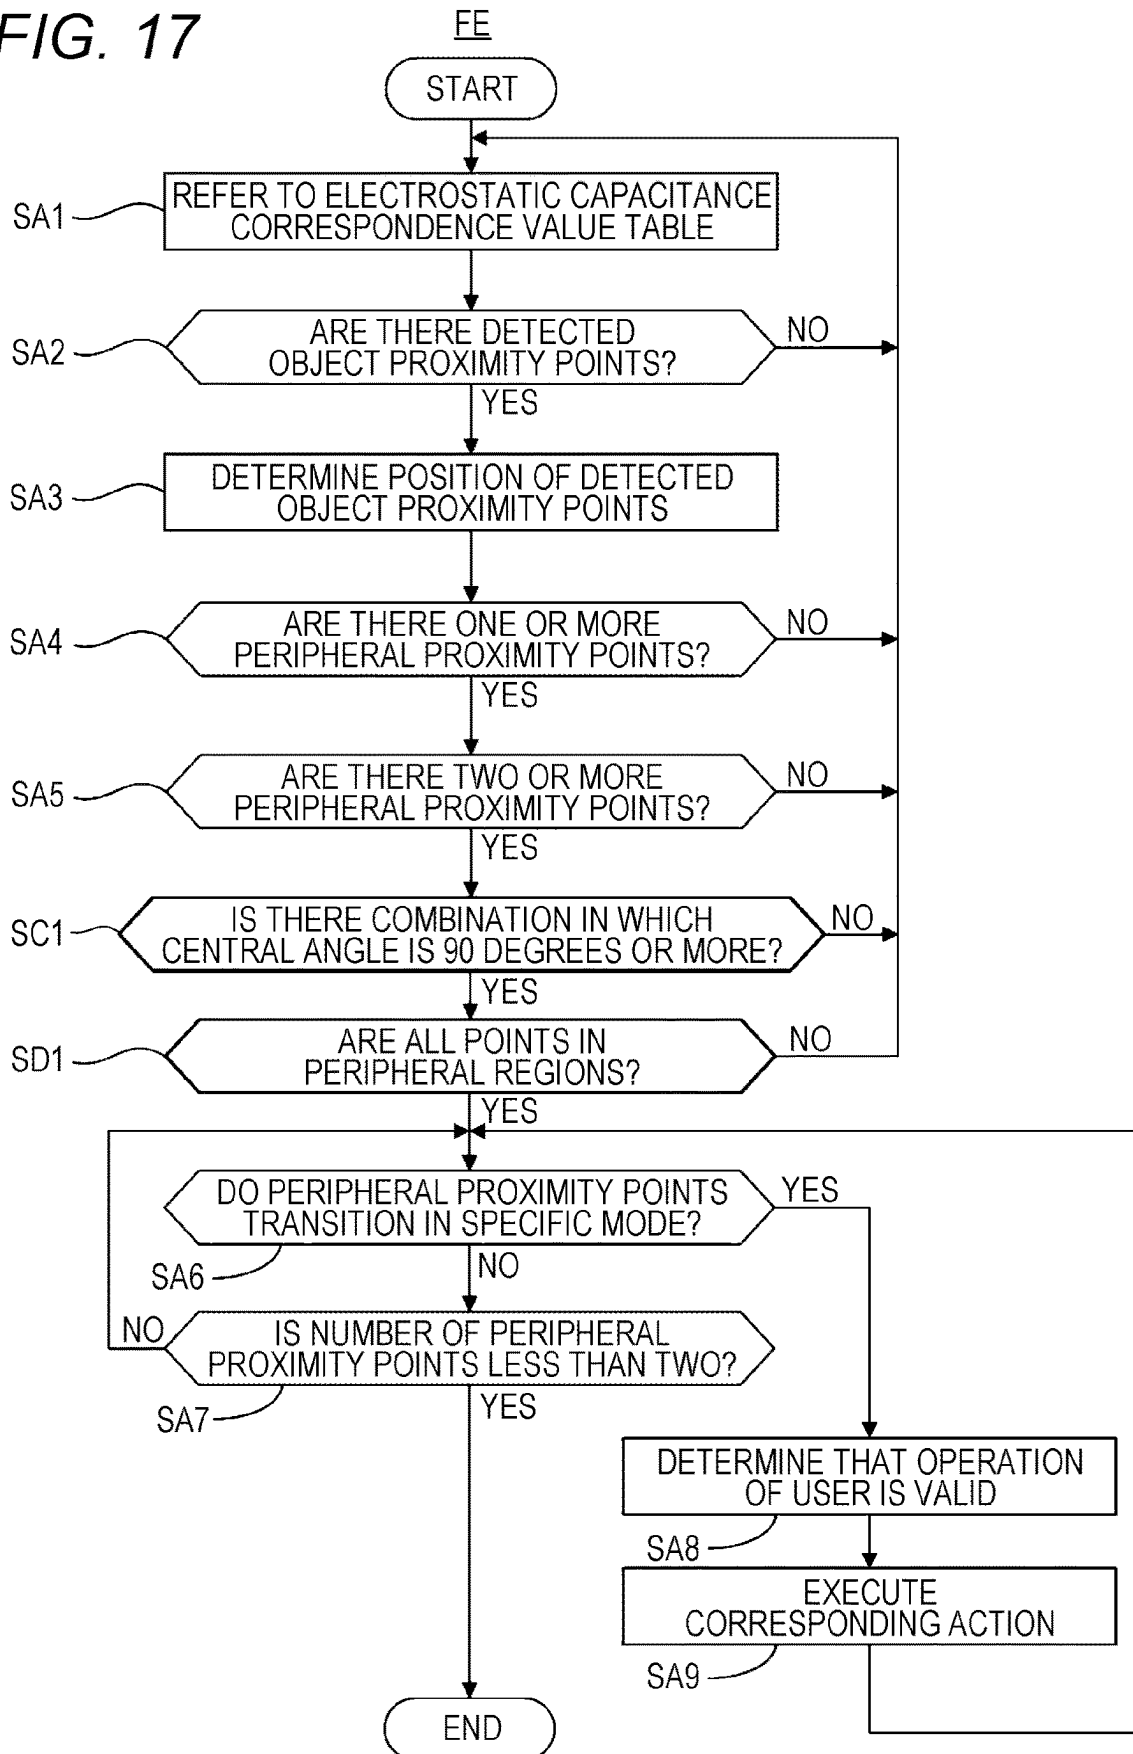 FIG. 17
FE
START
SA1
REFER TO ELECTROSTATIC CAPACITANCE
CORRESPONDENCE VALUE TABLE
SA2
ARE THERE DETECTED
OBJECT PROXIMITY POINTS?
NO
YES
SA3
DETERMINE POSITION OF DETECTED
OBJECT PROXIMITY POINTS
SA4
ARE THERE ONE OR MORE
PERIPHERAL PROXIMITY POINTS?
NO
YES
SA5
ARE THERE TWO OR MORE
PERIPHERAL PROXIMITY POINTS?
NO
YES
SC1
IS THERE COMBINATION IN WHICH
CENTRAL ANGLE IS 90 DEGREES OR MORE?
NO
YES
SD1
ARE ALL POINTS IN
PERIPHERAL REGIONS?
NO
YES
DO PERIPHERAL PROXIMITY POINTS
TRANSITION IN SPECIFIC MODE?
YES
SA6
NO
NO
IS NUMBER OF PERIPHERAL
PROXIMITY POINTS LESS THAN TWO?
SA7
YES
DETERMINE THAT OPERATION
OF USER IS VALID
SA8
EXECUTE
CORRESPONDING ACTION
SA9
END